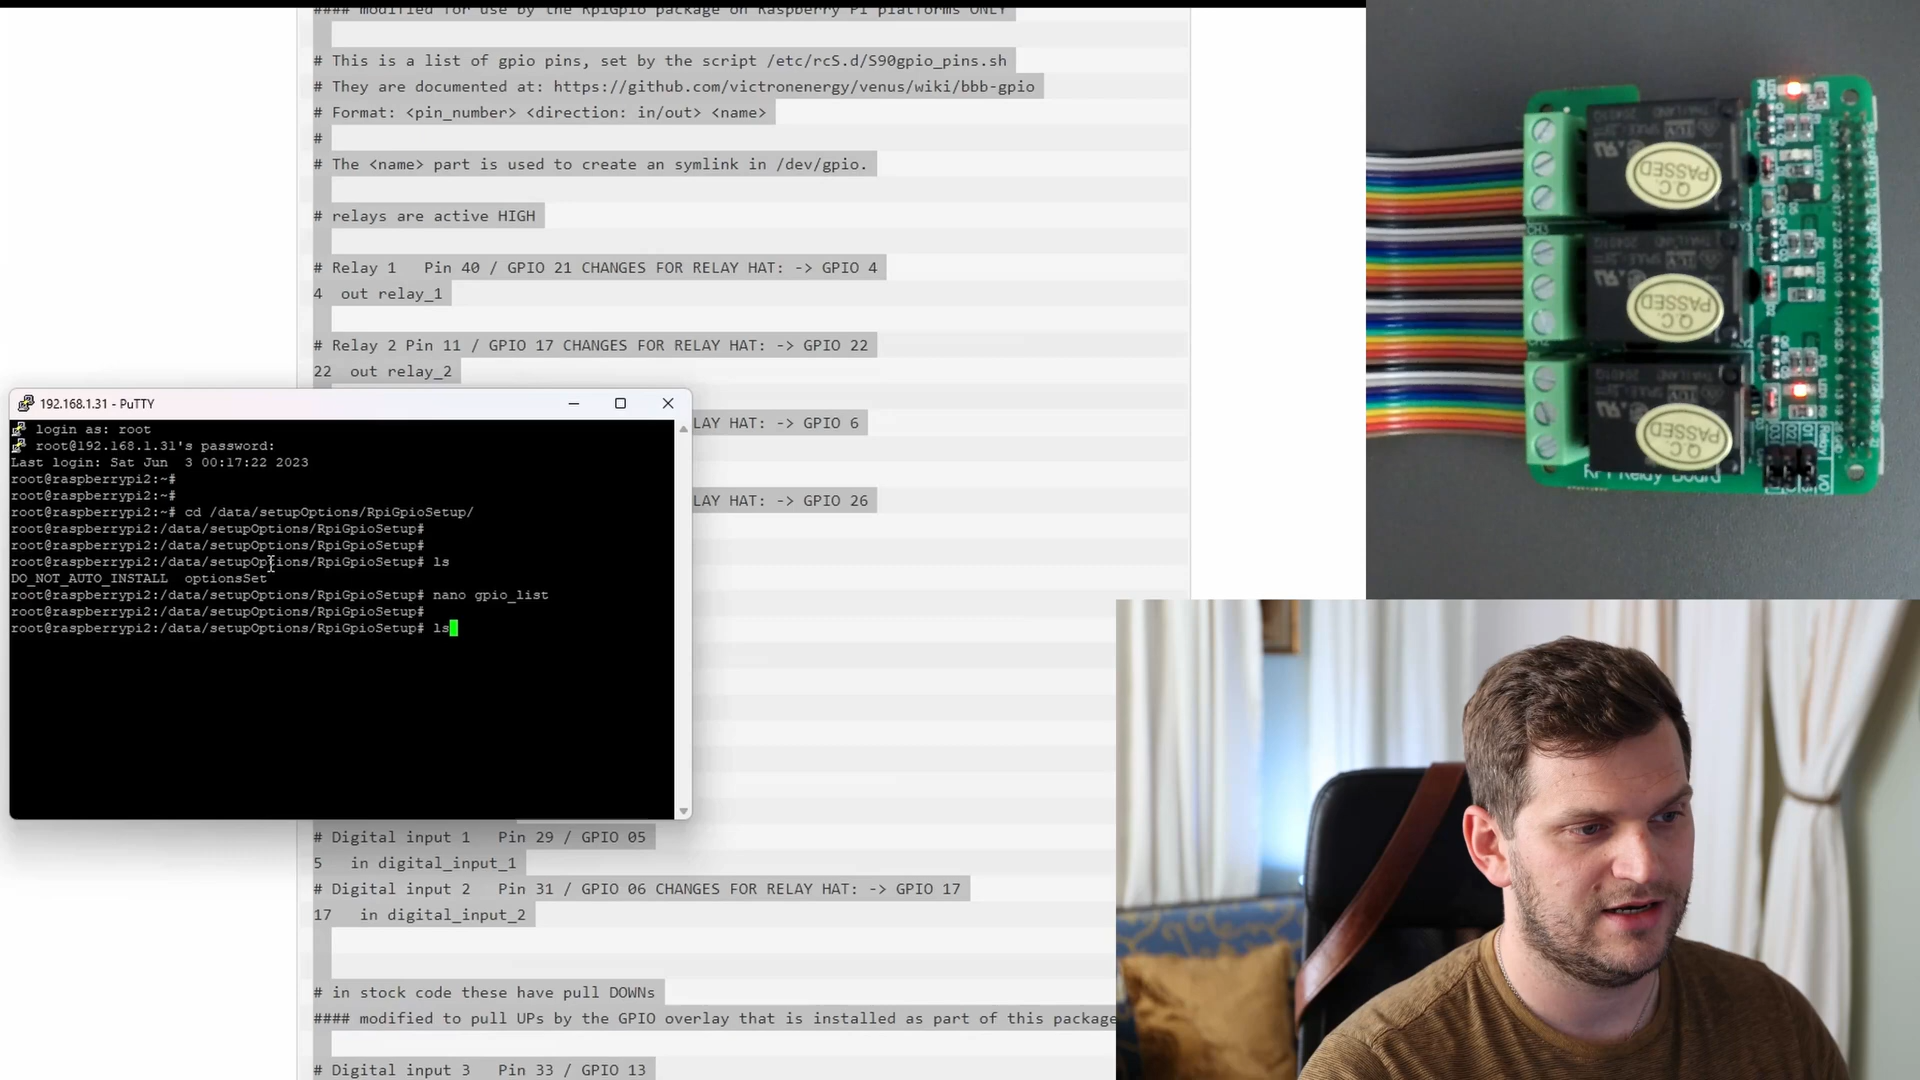 #### modified for use by the RpiGpio package on Raspberry Pi platforms ONLY
# This is a list of gpio pins, set by the script /etc/rcS.d/S90gpio_pins.sh
# They are documented at: https://github.com/victronenergy/venus/wiki/bbb-gpio
# Format: <pin_number> <direction: in/out> <name>
#
# The <name> part is used to create an symlink in /dev/gpio.
# relays are active HIGH
# Relay 1   Pin 40 / GPIO 21 CHANGES FOR RELAY HAT: -> GPIO 4
4  out relay_1
# Relay 2 Pin 11 / GPIO 17 CHANGES FOR RELAY HAT: -> GPIO 22
22  out relay_2
LAY HAT: -> GPIO 6
LAY HAT: -> GPIO 26
192.168.1.31 - PuTTY
login as: root
root@192.168.1.31's password:
Last login: Sat Jun  3 00:17:22 2023
root@raspberrypi2:~#
root@raspberrypi2:~#
root@raspberrypi2:~# cd /data/setupOptions/RpiGpioSetup/
root@raspberrypi2:/data/setupOptions/RpiGpioSetup#
root@raspberrypi2:/data/setupOptions/RpiGpioSetup#
root@raspberrypi2:/data/setupOptions/RpiGpioSetup# ls
DO_NOT_AUTO_INSTALL  optionsSet
root@raspberrypi2:/data/setupOptions/RpiGpioSetup# nano gpio_list
root@raspberrypi2:/data/setupOptions/RpiGpioSetup#
root@raspberrypi2:/data/setupOptions/RpiGpioSetup# ls
# Digital input 1   Pin 29 / GPIO 05
5   in digital_input_1
# Digital input 2   Pin 31 / GPIO 06 CHANGES FOR RELAY HAT: -> GPIO 17
17   in digital_input_2
# in stock code these have pull DOWNs
#### modified to pull UPs by the GPIO overlay that is installed as part of this package
# Digital input 3   Pin 33 / GPIO 13
Q.C. PASSED
Q.C. PASSED
Q.C. PASSED
RPi Relay Board